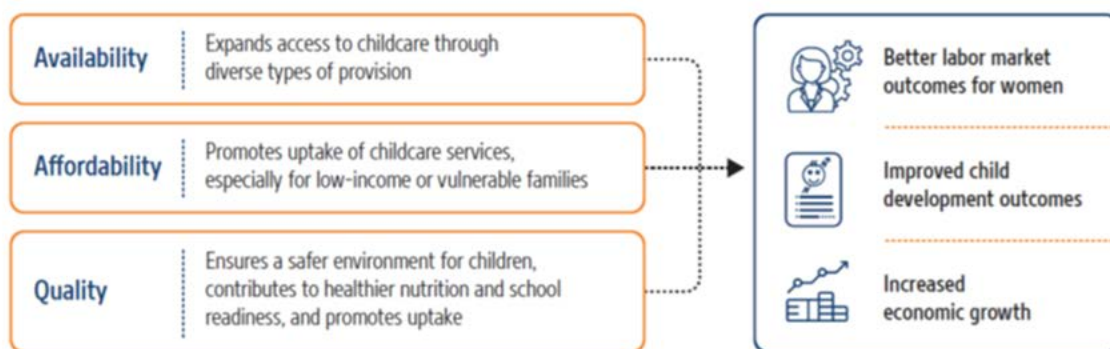 Availability
Expands access to childcare through
diverse types of provision
Affordability
Promotes uptake of childcare services,
especially for low-income or vulnerable families
Quality
Ensures a safer environment for children,
contributes to healthier nutrition and school
readiness, and promotes uptake
Better labor market
outcomes for women
Improved child
development outcomes
Increased
economic growth